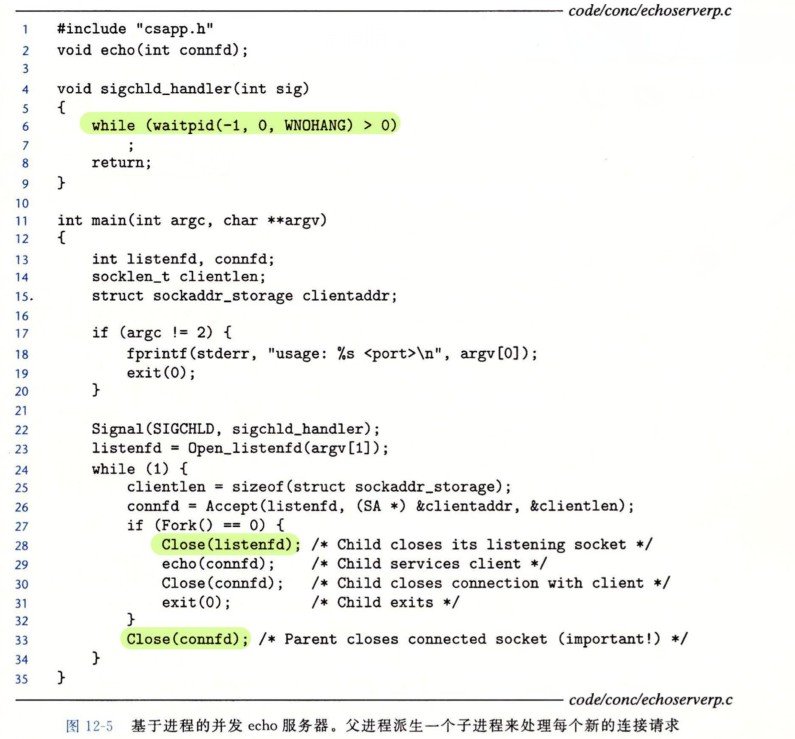 code/conc/echoserverp.c
1 #include "csapp.h"
2 void echo(int connfd);
3
4 void sigchld_handler(int sig)
5 {
6     while (waitpid(-1, 0, WNOHANG) > 0)
7         ;
8     return;
9 }
10
11 int main(int argc, char **argv)
12 {
13     int listenfd, connfd;
14     socklen_t clientlen;
15.     struct sockaddr_storage clientaddr;
16
17     if (argc != 2) {
18         fprintf(stderr, "usage: %s <port>\n", argv[0]);
19         exit(0);
20     }
21
22     Signal(SIGCHLD, sigchld_handler);
23     listenfd = Open_listenfd(argv[1]);
24     while (1) {
25         clientlen = sizeof(struct sockaddr_storage);
26         connfd = Accept(listenfd, (SA *) &clientaddr, &clientlen);
27         if (Fork() == 0) {
28             Close(listenfd); /* Child closes its listening socket */
29             echo(connfd);    /* Child services client */
30             Close(connfd);   /* Child closes connection with client */
31             exit(0);         /* Child exits */
32         }
33         Close(connfd); /* Parent closes connected socket (important!) */
34     }
35 }
code/conc/echoserverp.c
图 12-5 基于进程的并发 echo 服务器。父进程派生一个子进程来处理每个新的连接请求